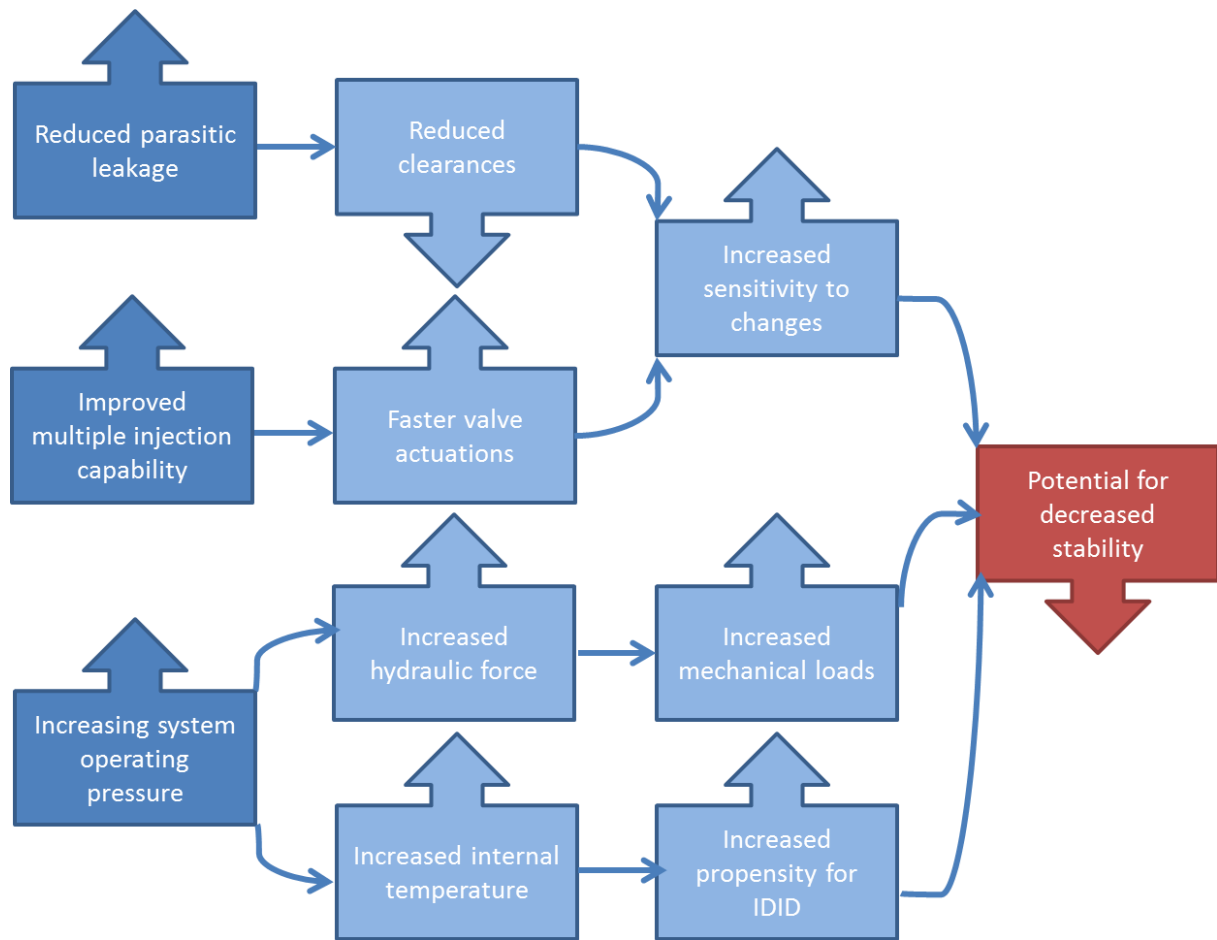 Reduced parasitic
leakage
Reduced
clearances
Increased
sensitivity to
changes
Improved
multiple injection
capability
Faster valve
actuations
Potential for
decreased
stability
Increasing system
operating
pressure
Increased
hydraulic force
Increased
mechanical loads
Increased internal
temperature
Increased
propensity for
IDID